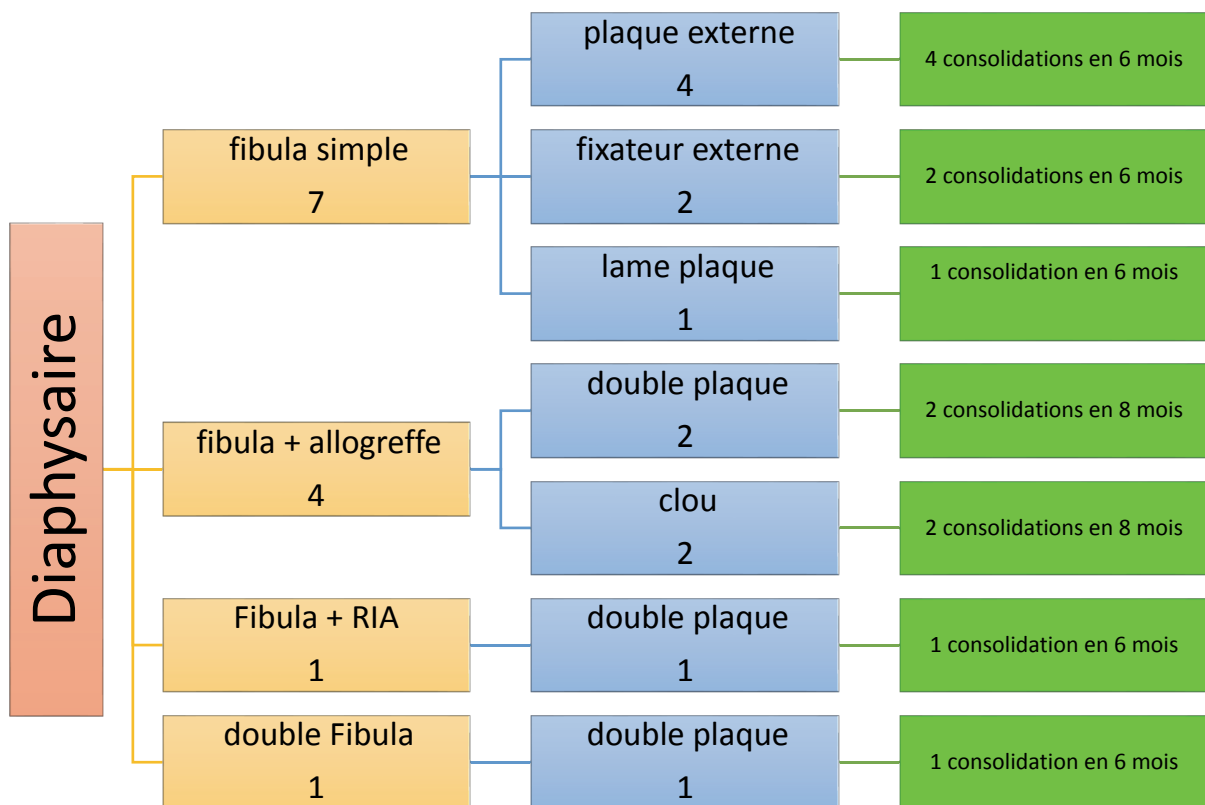 Diaphysaire
fibula simple
7
plaque externe
4
4 consolidations en 6 mois
fixateur externe
2
2 consolidations en 6 mois
lame plaque
1
1 consolidation en 6 mois
fibula + allogreffe
4
double plaque
2
2 consolidations en 8 mois
clou
2
2 consolidations en 8 mois
Fibula + RIA
1
double plaque
1
1 consolidation en 6 mois
double Fibula
1
double plaque
1
1 consolidation en 6 mois